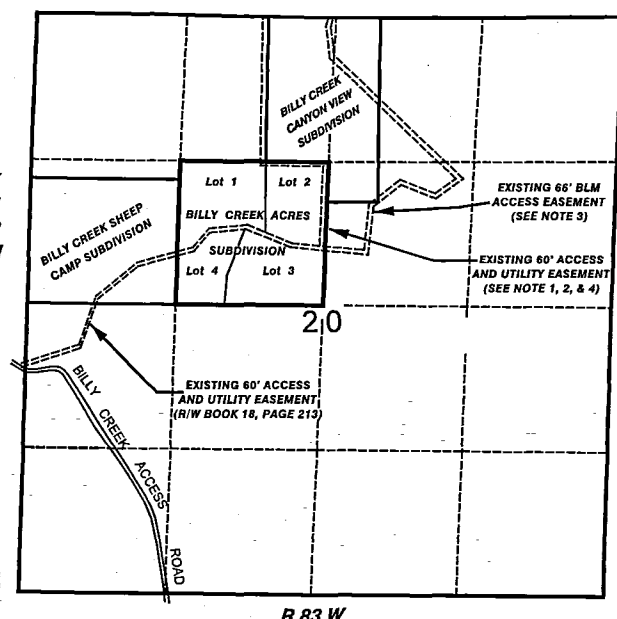 BILLY CREEK
CANYON VIEW
SUBDIVISION
Lot 1 Lot 2
BILLY CREEK ACRES
SUBDIVISION
Lot 4 Lot 3
BILLY CREEK SHEEP
CAMP SUBDIVISION
EXISTING 66' BLM
ACCESS EASEMENT
(SEE NOTE 3)
EXISTING 60' ACCESS
AND UTILITY EASEMENT
(SEE NOTE 1, 2, & 4)
20
EXISTING 60' ACCESS
AND UTILITY EASEMENT
(R/W BOOK 18, PAGE 213)
BILLY CREEK ACCESS ROAD
R 83 W